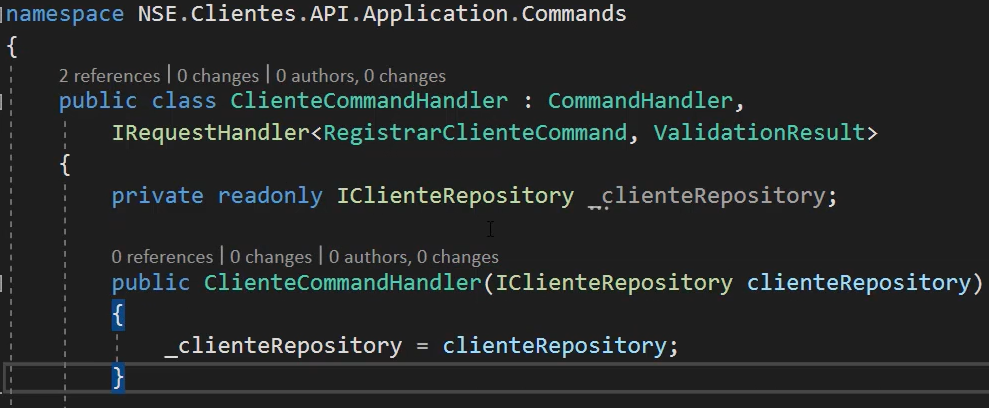 namespace NSE.Clientes.API.Application.Commands
{
2 references | 0 changes | 0 authors, 0 changes
public class ClienteCommandHandler : CommandHandler,
IRequestHandler<RegistrarClienteCommand, ValidationResult>
{
private readonly IClienteRepository _clienteRepository;
0 references | 0 changes | 0 authors, 0 changes
public ClienteCommandHandler(IClienteRepository clienteRepository)
{
_clienteRepository = clienteRepository;
}